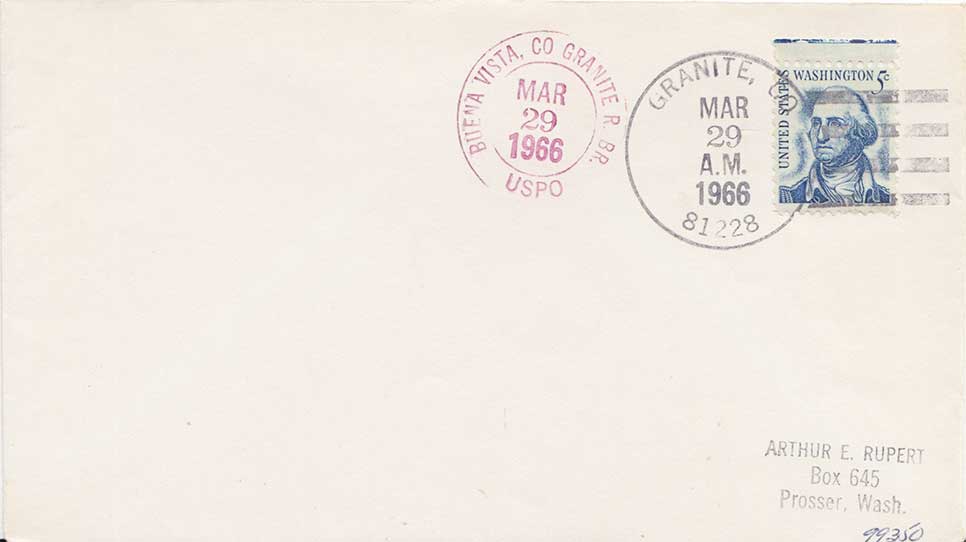 BUENA VISTA, CO GRANITE R. BR.
MAR
29
1966
USPO
GRANITE, CO
MAR
29
A.M.
1966
81228
WASHINGTON 5c
UNITED STATES
ARTHUR E. RUPERT
Box 645
Prosser, Wash.
99350